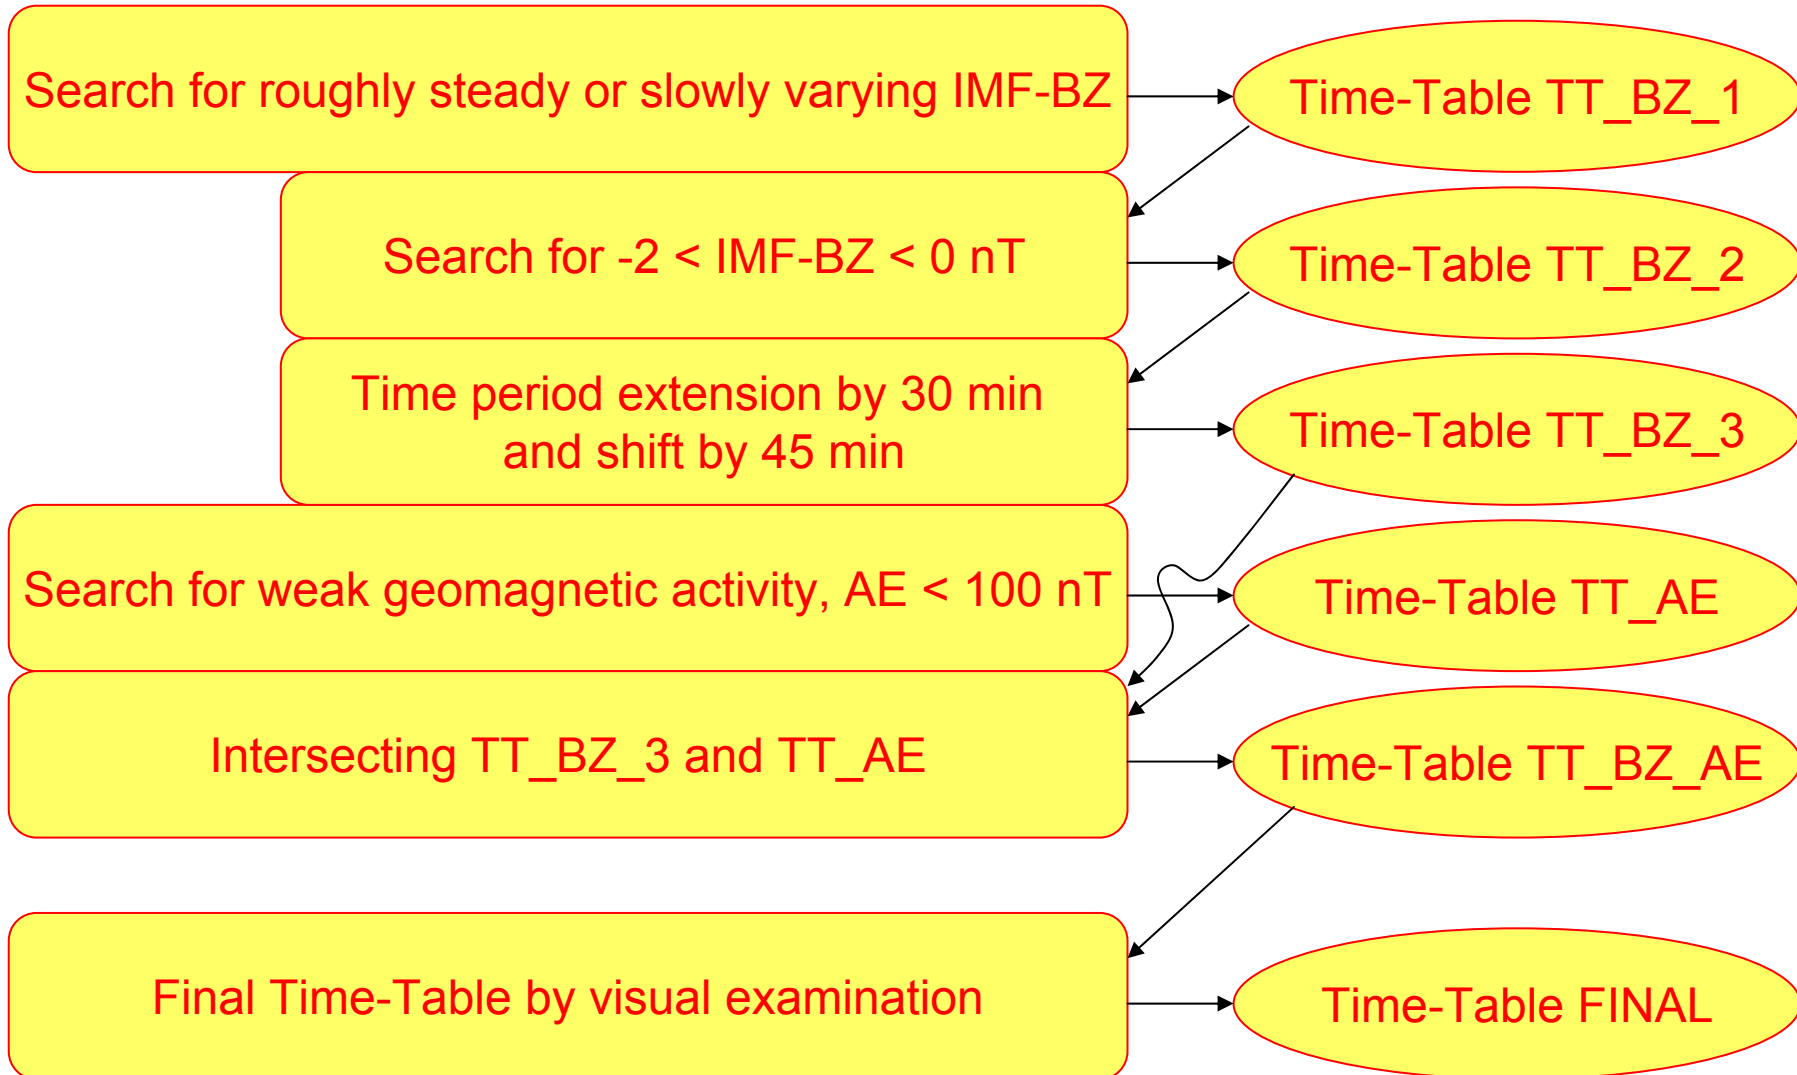 Search for roughly steady or slowly varying IMF-BZ
Time-Table TT_BZ_1
Search for -2 < IMF-BZ < 0 nT
Time-Table TT_BZ_2
Time period extension by 30 min
and shift by 45 min
Time-Table TT_BZ_3
Search for weak geomagnetic activity, AE < 100 nT
Time-Table TT_AE
Intersecting TT_BZ_3 and TT_AE
Time-Table TT_BZ_AE
Final Time-Table by visual examination
Time-Table FINAL